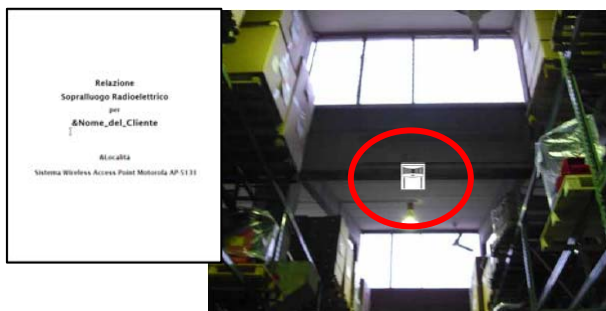 Relazione
Sopralluogo Radioelettrico
per
&Nome_del_Cliente
&Località
Sistema Wireless Access Point Motorola AP-5131